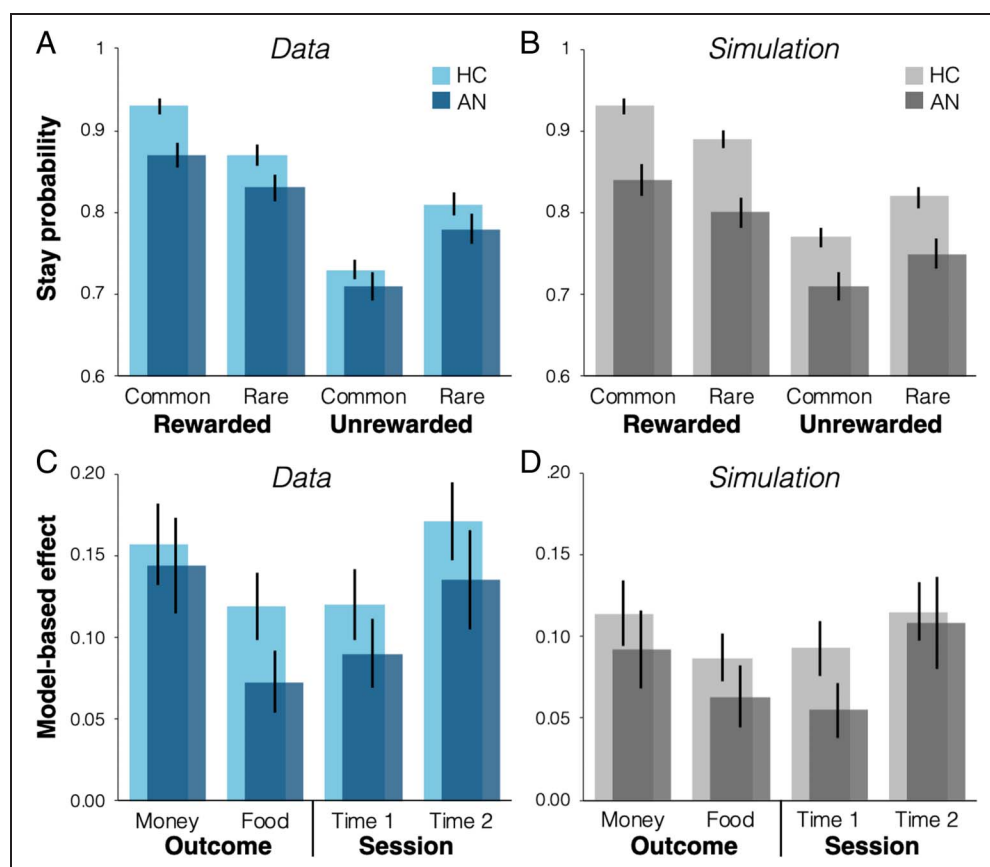 A
Data
HC
AN
1
0.9
0.8
0.7
0.6
Stay probability
Common Rare Common Rare
Rewarded Unrewarded
B
Simulation
HC
AN
1
0.9
0.8
0.7
0.6
Common Rare Common Rare
Rewarded Unrewarded
C
Data
0.20
0.15
0.10
0.05
0.00
Model-based effect
Money Food Time 1 Time 2
Outcome Session
D
Simulation
.20
0.15
0.10
0.05
0.00
Money Food Time 1 Time 2
Outcome Session